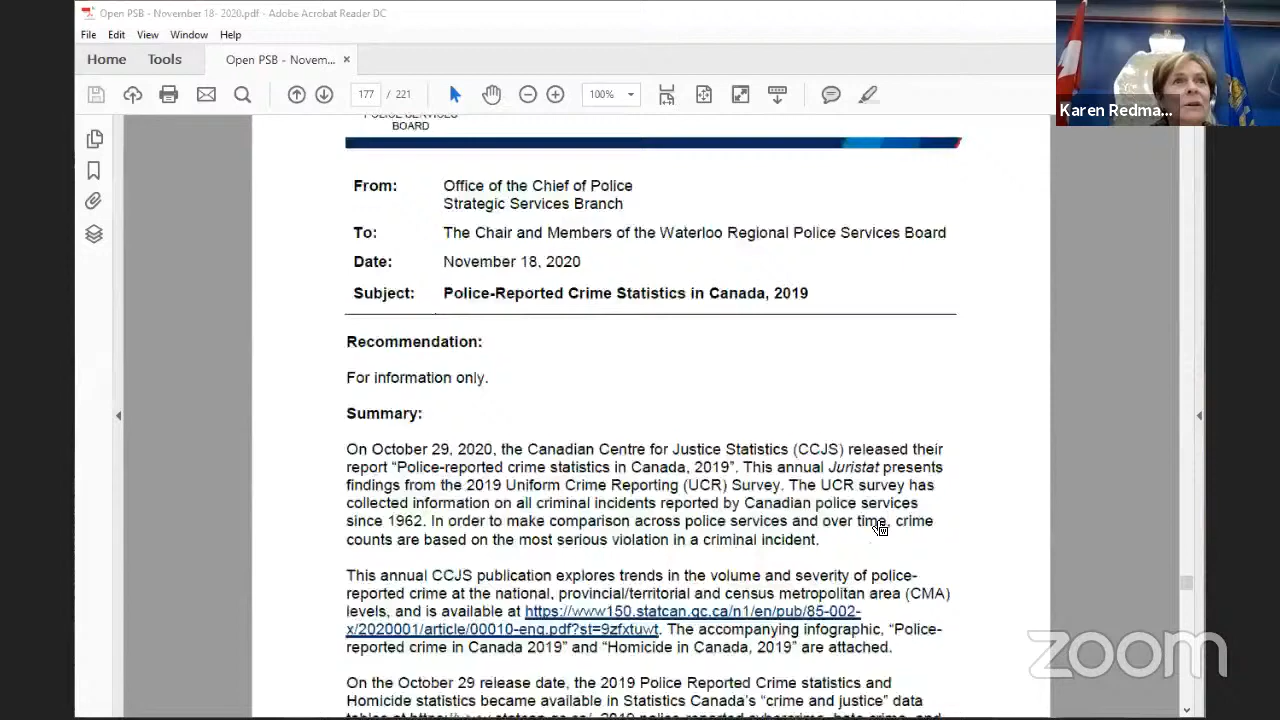 Open PSB - November 18- 2020.pdf - Adobe Acrobat Reader DC
File Edit View Window Help
Home Tools Open PSB - Novem... ×
177 / 221 100%
Karen Redma...
POLICE SERVICES
BOARD
From: Office of the Chief of Police
Strategic Services Branch
To: The Chair and Members of the Waterloo Regional Police Services Board
Date: November 18, 2020
Subject: Police-Reported Crime Statistics in Canada, 2019
Recommendation:
For information only.
Summary:
On October 29, 2020, the Canadian Centre for Justice Statistics (CCJS) released their
report “Police-reported crime statistics in Canada, 2019”. This annual Juristat presents
findings from the 2019 Uniform Crime Reporting (UCR) Survey. The UCR survey has
collected information on all criminal incidents reported by Canadian police services
since 1962. In order to make comparison across police services and over time, crime
counts are based on the most serious violation in a criminal incident.
This annual CCJS publication explores trends in the volume and severity of police-
reported crime at the national, provincial/territorial and census metropolitan area (CMA)
levels, and is available at https://www150.statcan.gc.ca/n1/en/pub/85-002-
x/2020001/article/00010-eng.pdf?st=9zfxtuwt. The accompanying infographic, “Police-
reported crime in Canada 2019” and “Homicide in Canada, 2019” are attached.
On the October 29 release date, the 2019 Police Reported Crime statistics and
Homicide statistics became available in Statistics Canada’s “crime and justice” data
zoom